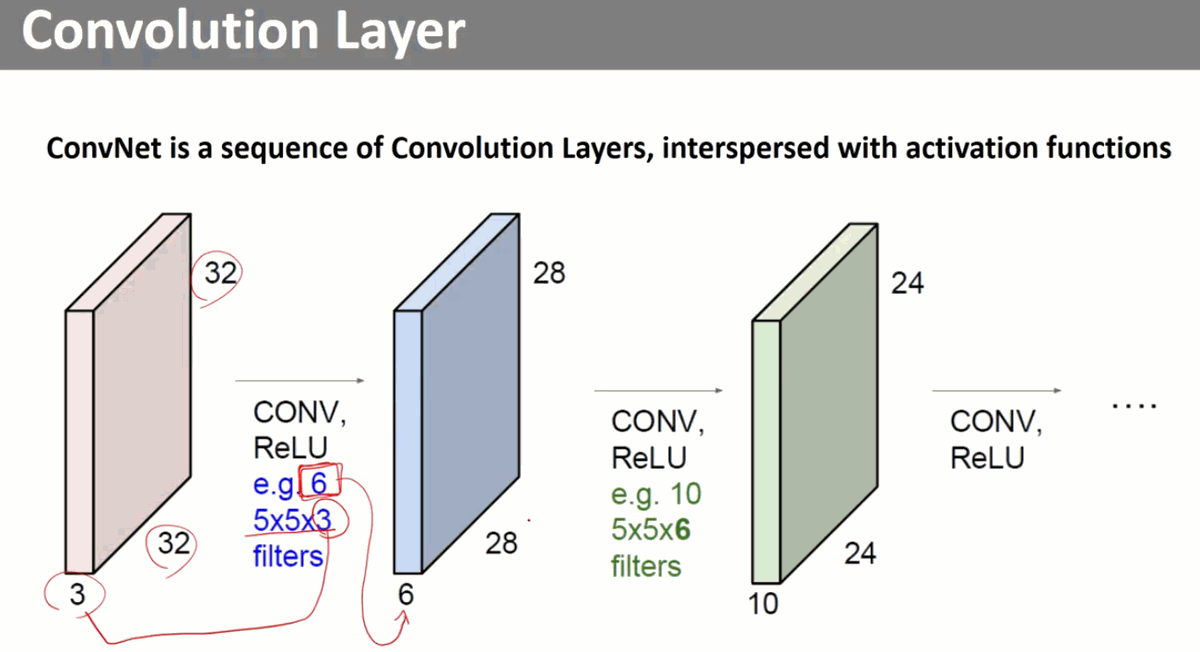 Convolution Layer
ConvNet is a sequence of Convolution Layers, interspersed with activation functions
32
32
3
CONV,
ReLU
e.g. 6
5x5x3
filters
28
28
6
CONV,
ReLU
e.g. 10
5x5x6
filters
24
24
10
CONV,
ReLU
....